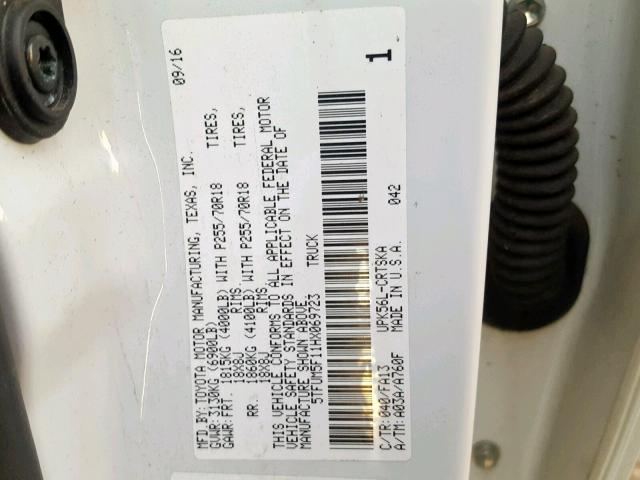 MFD.BY:TOYOTA MOTOR MANUFACTURING, TEXAS, INC. 09/16
GVWR:3130KG (6900LB)
GAWR:FRT. 1815KG (4000LB) WITH P255/70R18 TIRES,
18X8J RIMS.
RR. 1860KG (4100LB) WITH P255/70R18 TIRES,
18X8J RIMS.
THIS VEHICLE CONFORMS TO ALL APPLICABLE FEDERAL MOTOR
VEHICLE SAFETY STANDARDS IN EFFECT ON THE DATE OF
MANUFACTURE SHOWN ABOVE.
5TFUM5F11HX069723 TRUCK
C/TR:040/FA13 UPK56L-CRTSKA 042
A/TM:A03A/A760F MADE IN U.S.A. 1